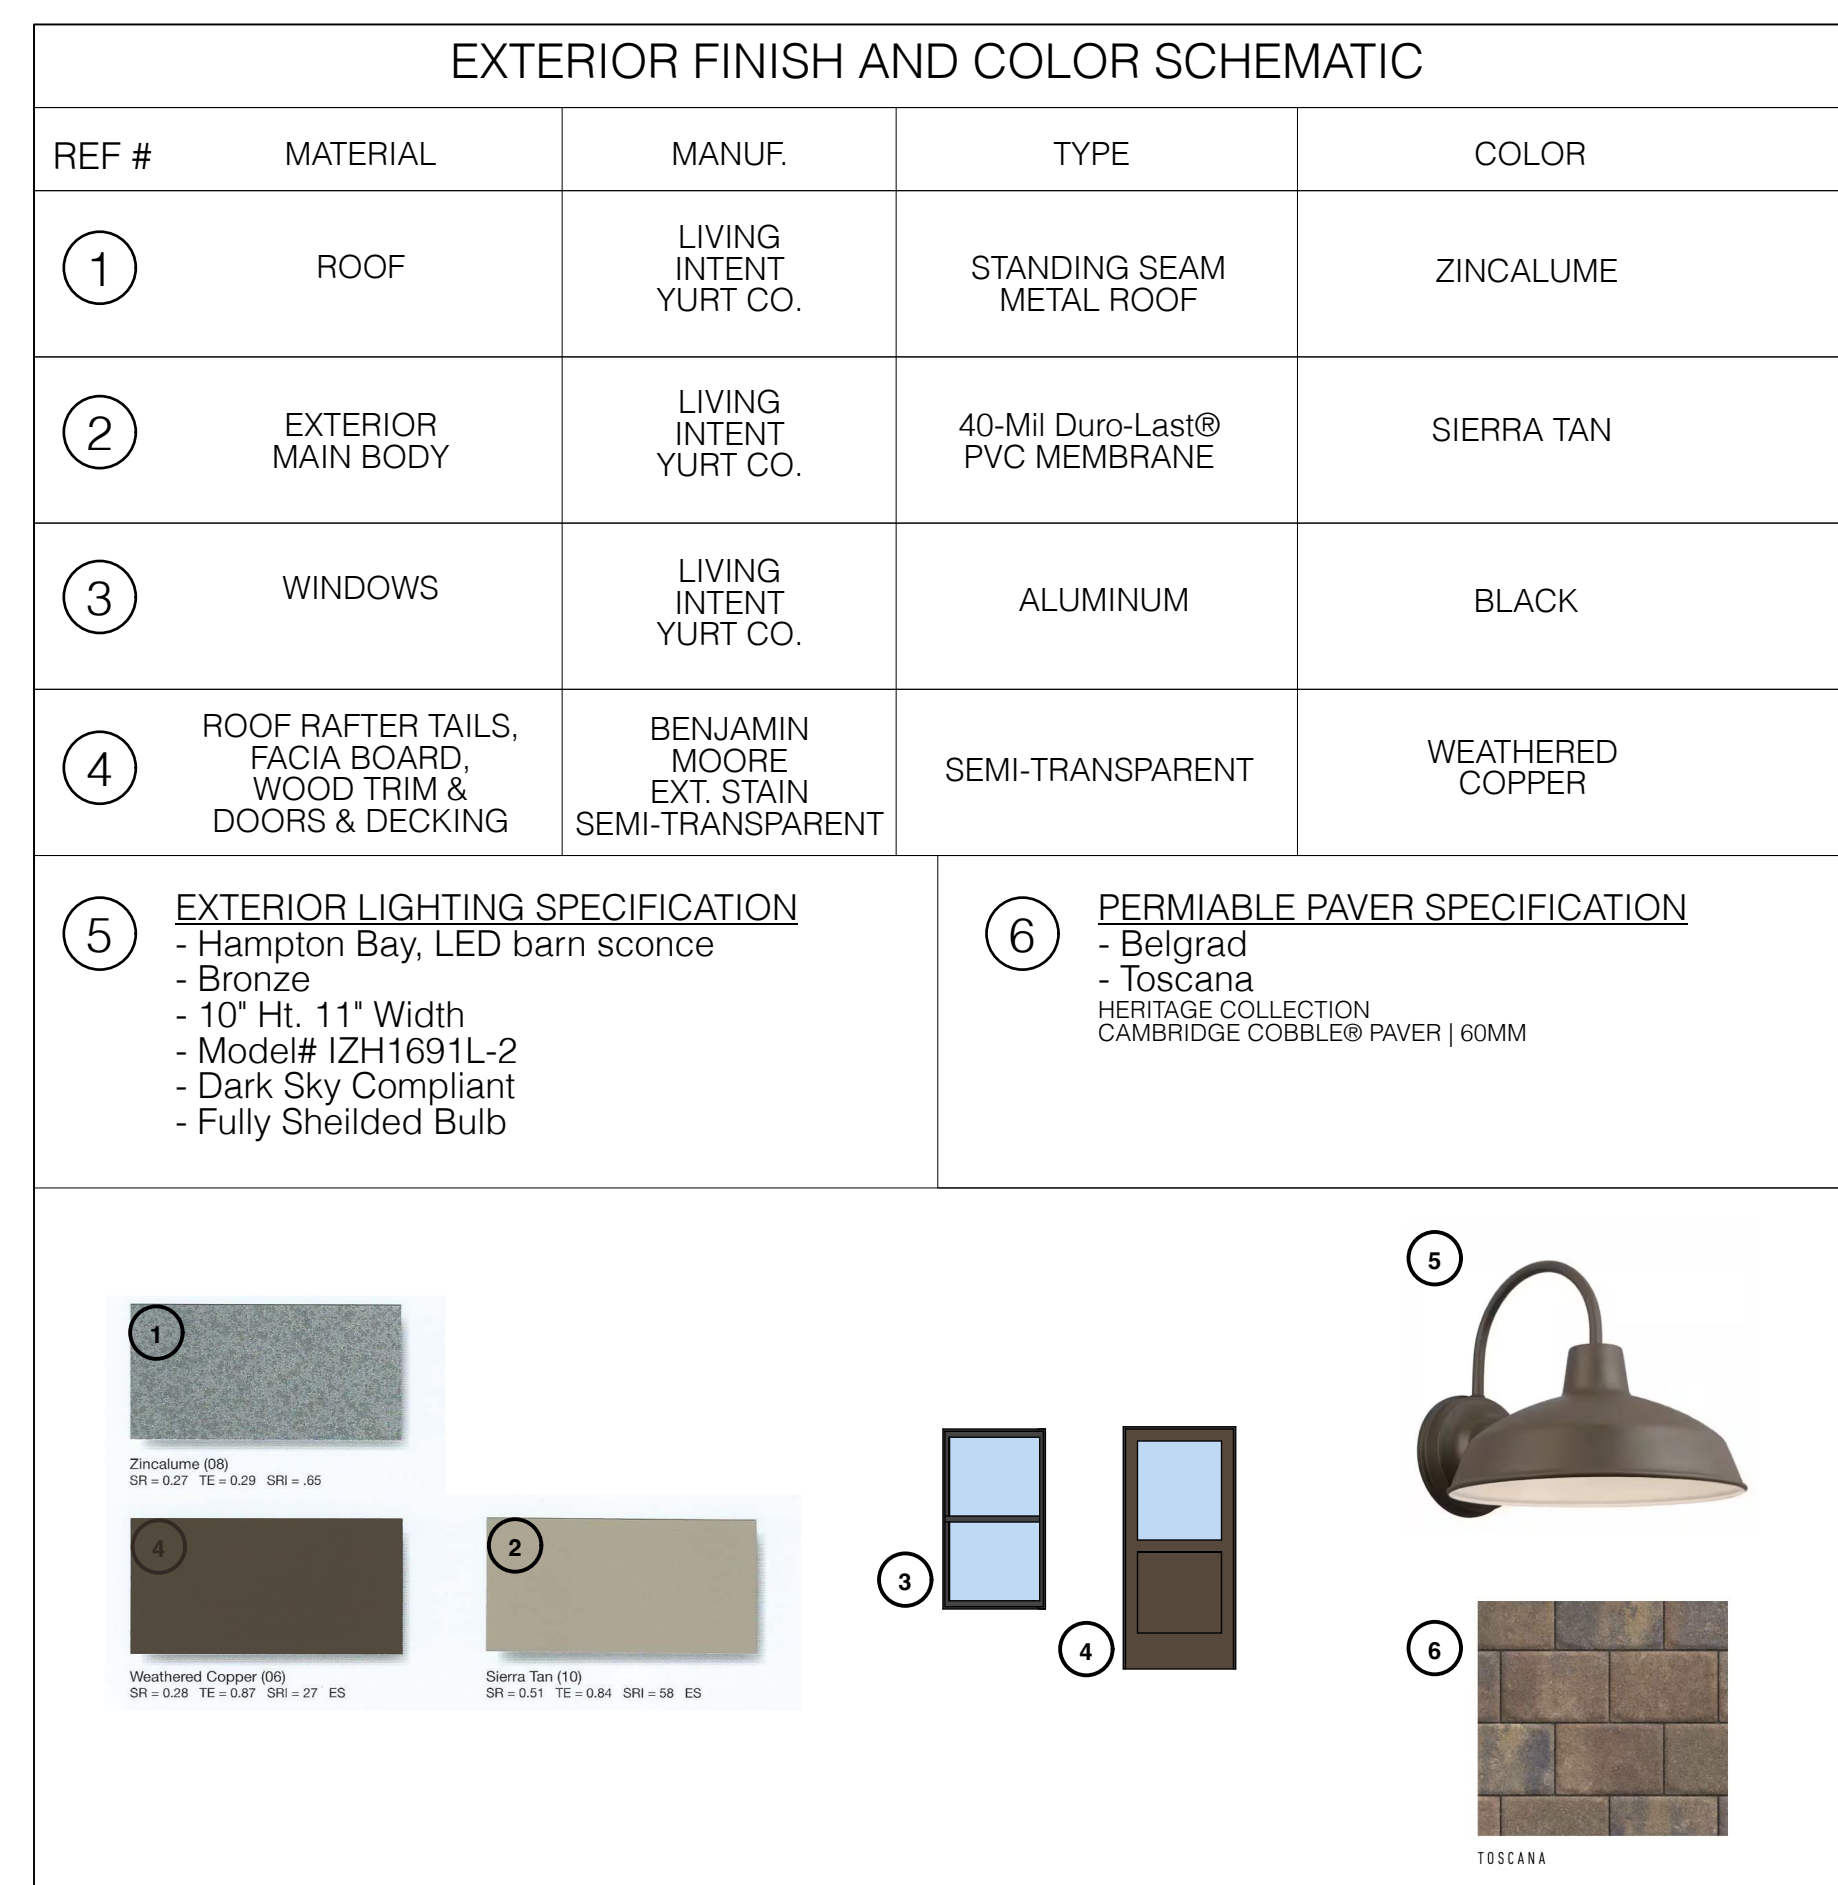 EXTERIOR FINISH AND COLOR SCHEMATIC
REF #
MATERIAL
MANUF.
TYPE
COLOR
1
ROOF
LIVING
INTENT
YURT CO.
STANDING SEAM
METAL ROOF
ZINCALUME
2
EXTERIOR
MAIN BODY
LIVING
INTENT
YURT CO.
40-Mil Duro-Last®
PVC MEMBRANE
SIERRA TAN
3
WINDOWS
LIVING
INTENT
YURT CO.
ALUMINUM
BLACK
4
ROOF RAFTER TAILS,
FACIA BOARD,
WOOD TRIM &
DOORS & DECKING
BENJAMIN
MOORE
EXT. STAIN
SEMI-TRANSPARENT
SEMI-TRANSPARENT
WEATHERED
COPPER
5
EXTERIOR LIGHTING SPECIFICATION
- Hampton Bay, LED barn sconce
- Bronze
- 10" Ht. 11" Width
- Model# IZH1691L-2
- Dark Sky Compliant
- Fully Sheilded Bulb
6
PERMIABLE PAVER SPECIFICATION
- Belgrad
- Toscana
HERITAGE COLLECTION
CAMBRIDGE COBBLE® PAVER | 60MM
1
Zincalume (08)
SR = 0.27 TE = 0.29 SRI = .65
4
Weathered Copper (06)
SR = 0.28 TE = 0.87 SRI = 27 ES
2
Sierra Tan (10)
SR = 0.51 TE = 0.84 SRI = 58 ES
3
4
5
6
TOSCANA